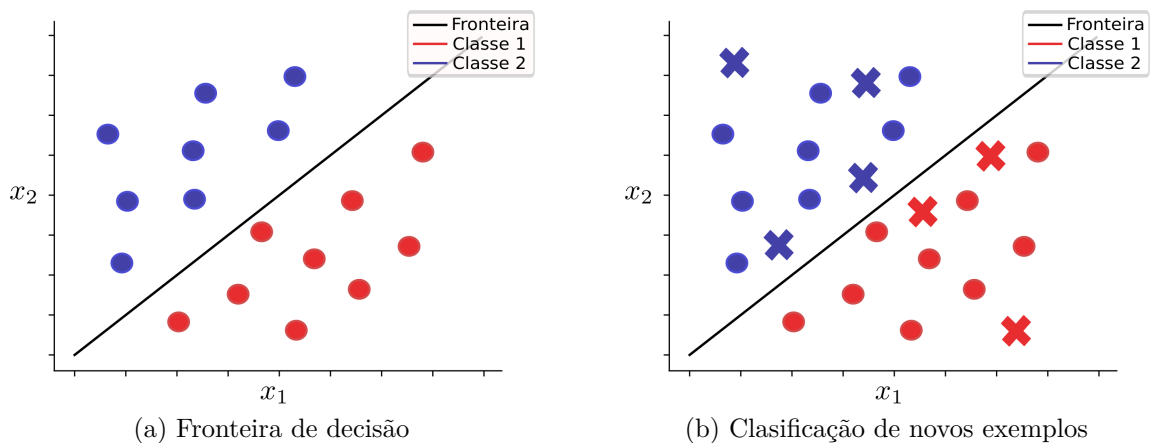 Fronteira
Classe 1
Classe 2
x2
x1
(a) Fronteira de decisão
Fronteira
Classe 1
Classe 2
x2
x1
(b) Clasificação de novos exemplos